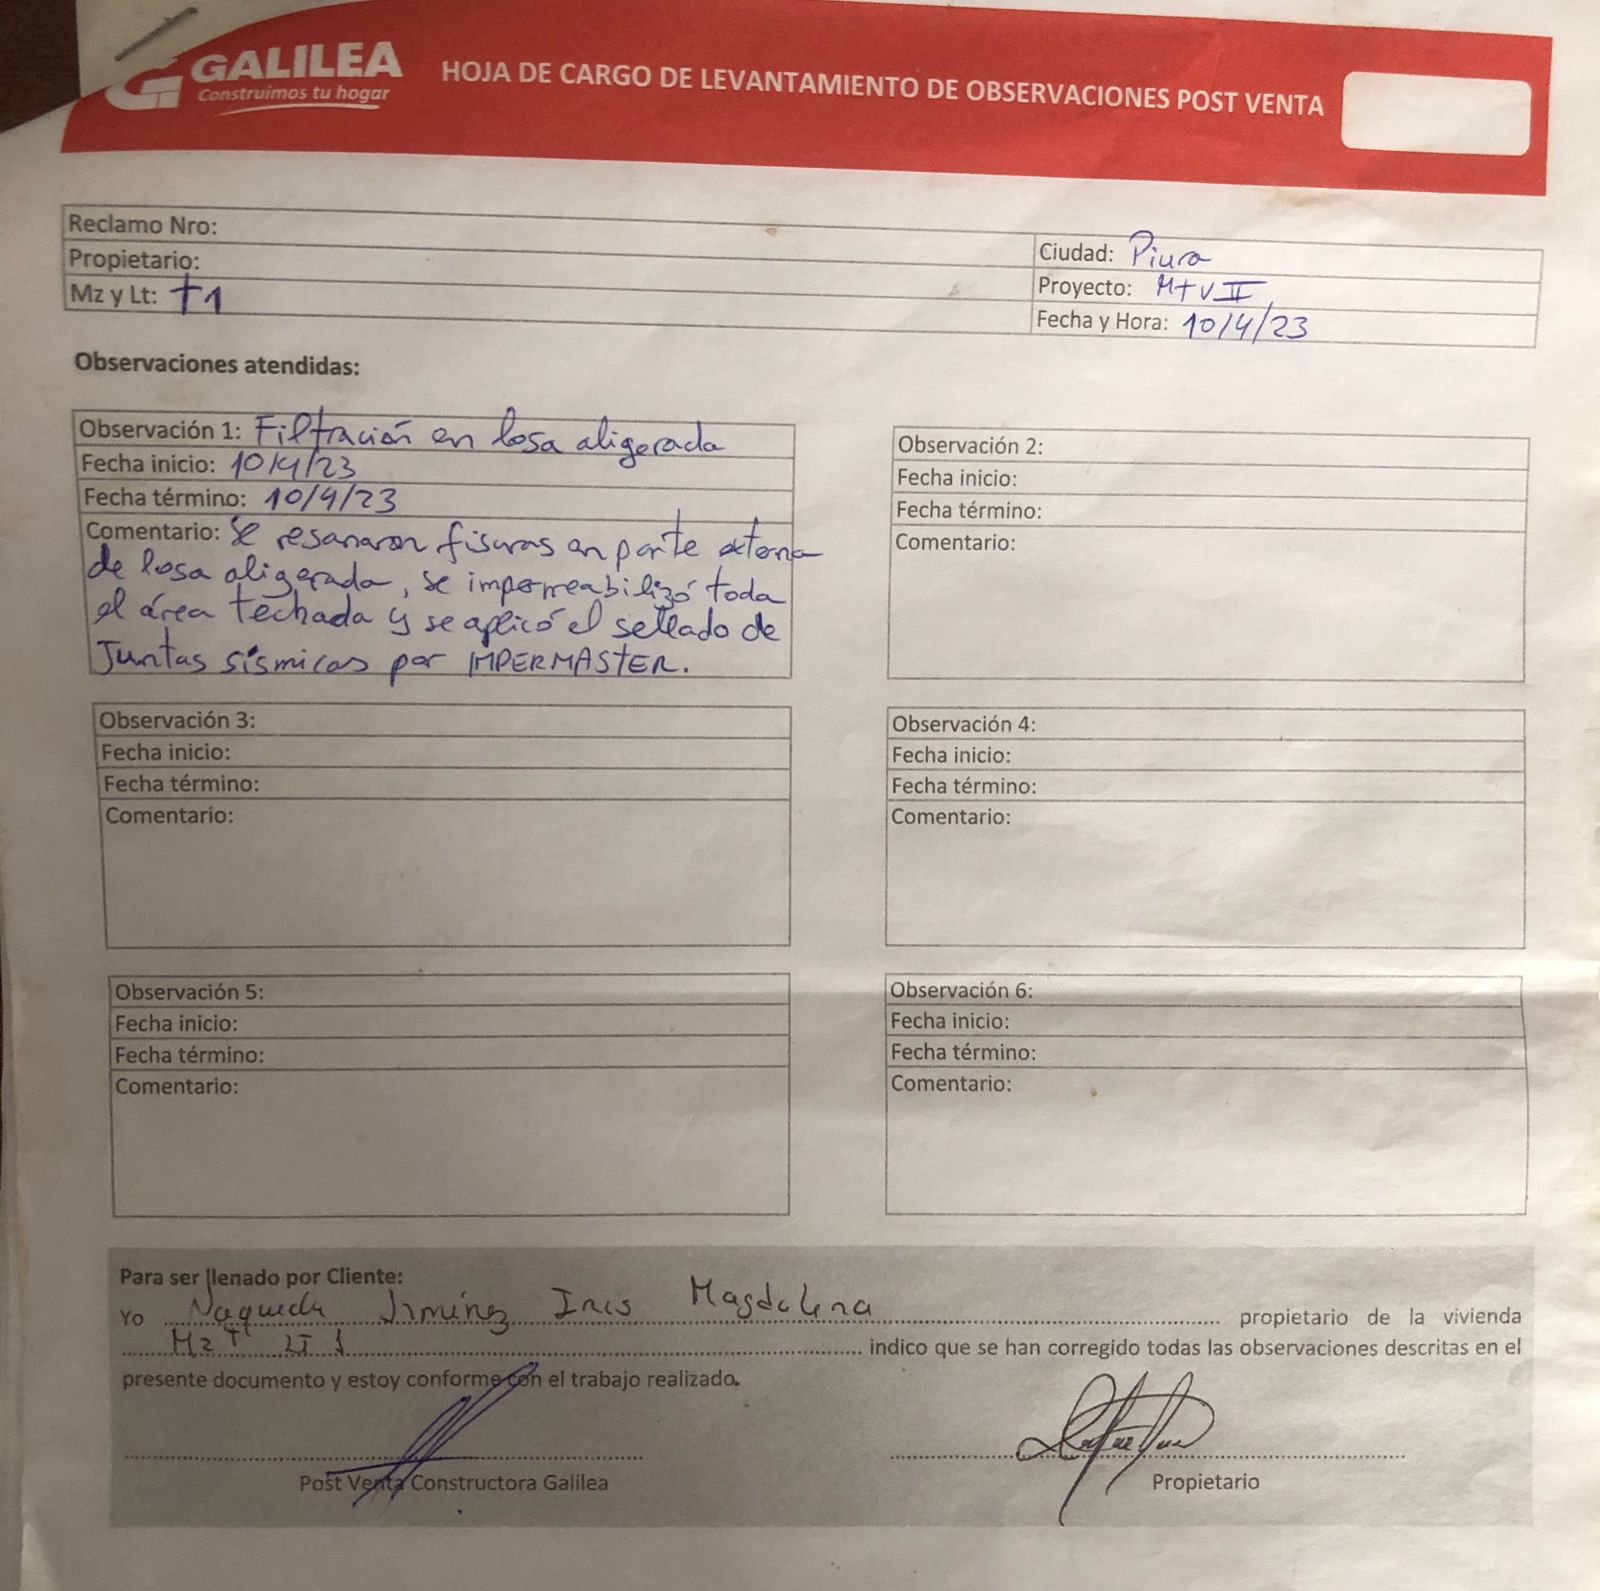 GALILEA
Construimos tu hogar
HOJA DE CARGO DE LEVANTAMIENTO DE OBSERVACIONES POST VENTA
Reclamo Nro:
Propietario:
Mz y Lt: T1
Ciudad: Piura
Proyecto: MTV II
Fecha y Hora: 10/4/23
Observaciones atendidas:
Observación 1: Filtración en losa aligerada
Fecha inicio: 10/4/23
Fecha término: 10/4/23
Comentario: Se resanaron fisuras en parte externa
de losa aligerada, se impermeabilizó toda
el área techada y se aplicó el sellado de
Juntas sísmicas por IMPERMASTER.
Observación 2:
Fecha inicio:
Fecha término:
Comentario:
Observación 3:
Fecha inicio:
Fecha término:
Comentario:
Observación 4:
Fecha inicio:
Fecha término:
Comentario:
Observación 5:
Fecha inicio:
Fecha término:
Comentario:
Observación 6:
Fecha inicio:
Fecha término:
Comentario:
Para ser llenado por Cliente:
Yo Jiménez Iris Magdalena propietario de la vivienda
Mz T LT 1 indico que se han corregido todas las observaciones descritas en el
presente documento y estoy conforme con el trabajo realizado.
Post Venta Constructora Galilea
Propietario